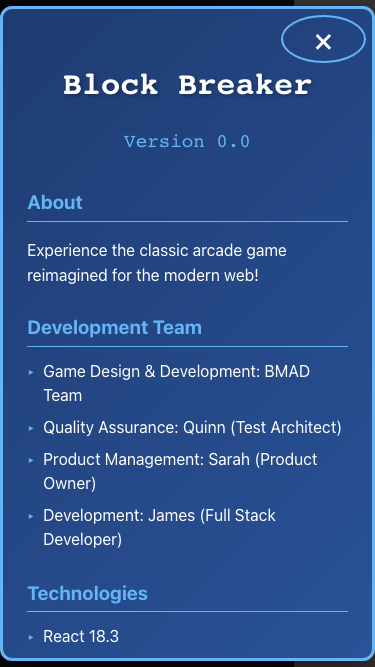 ×
Block Breaker
Version 0.0
About
Experience the classic arcade game
reimagined for the modern web!
Development Team
▸ Game Design & Development: BMAD
Team
▸ Quality Assurance: Quinn (Test Architect)
▸ Product Management: Sarah (Product
Owner)
▸ Development: James (Full Stack
Developer)
Technologies
▸ React 18.3